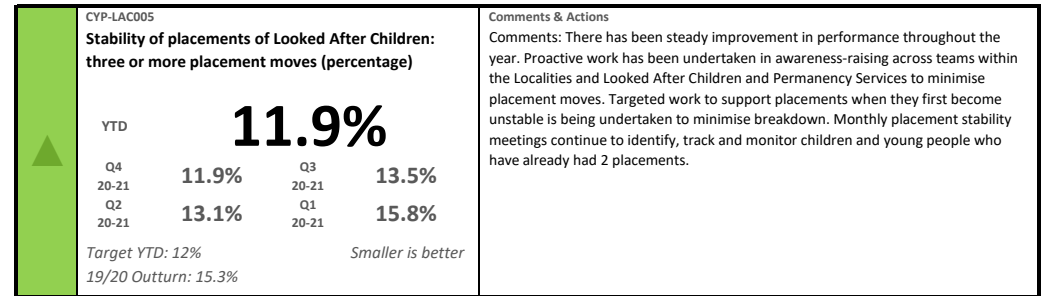 CYP-LAC005
Stability of placements of Looked After Children:
three or more placement moves (percentage)
YTD 11.9%
Q4 20-21 11.9% Q3 20-21 13.5%
Q2 20-21 13.1% Q1 20-21 15.8%
Target YTD: 12% Smaller is better
19/20 Outturn: 15.3%
Comments & Actions
Comments: There has been steady improvement in performance throughout the
year. Proactive work has been undertaken in awareness-raising across teams within
the Localities and Looked After Children and Permanency Services to minimise
placement moves. Targeted work to support placements when they first become
unstable is being undertaken to minimise breakdown. Monthly placement stability
meetings continue to identify, track and monitor children and young people who
have already had 2 placements.